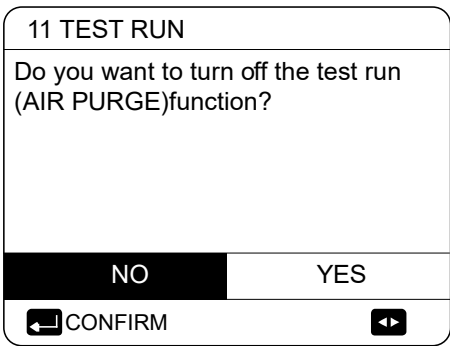 11 TEST RUN
Do you want to turn off the test run
(AIR PURGE)function?
NO YES
CONFIRM